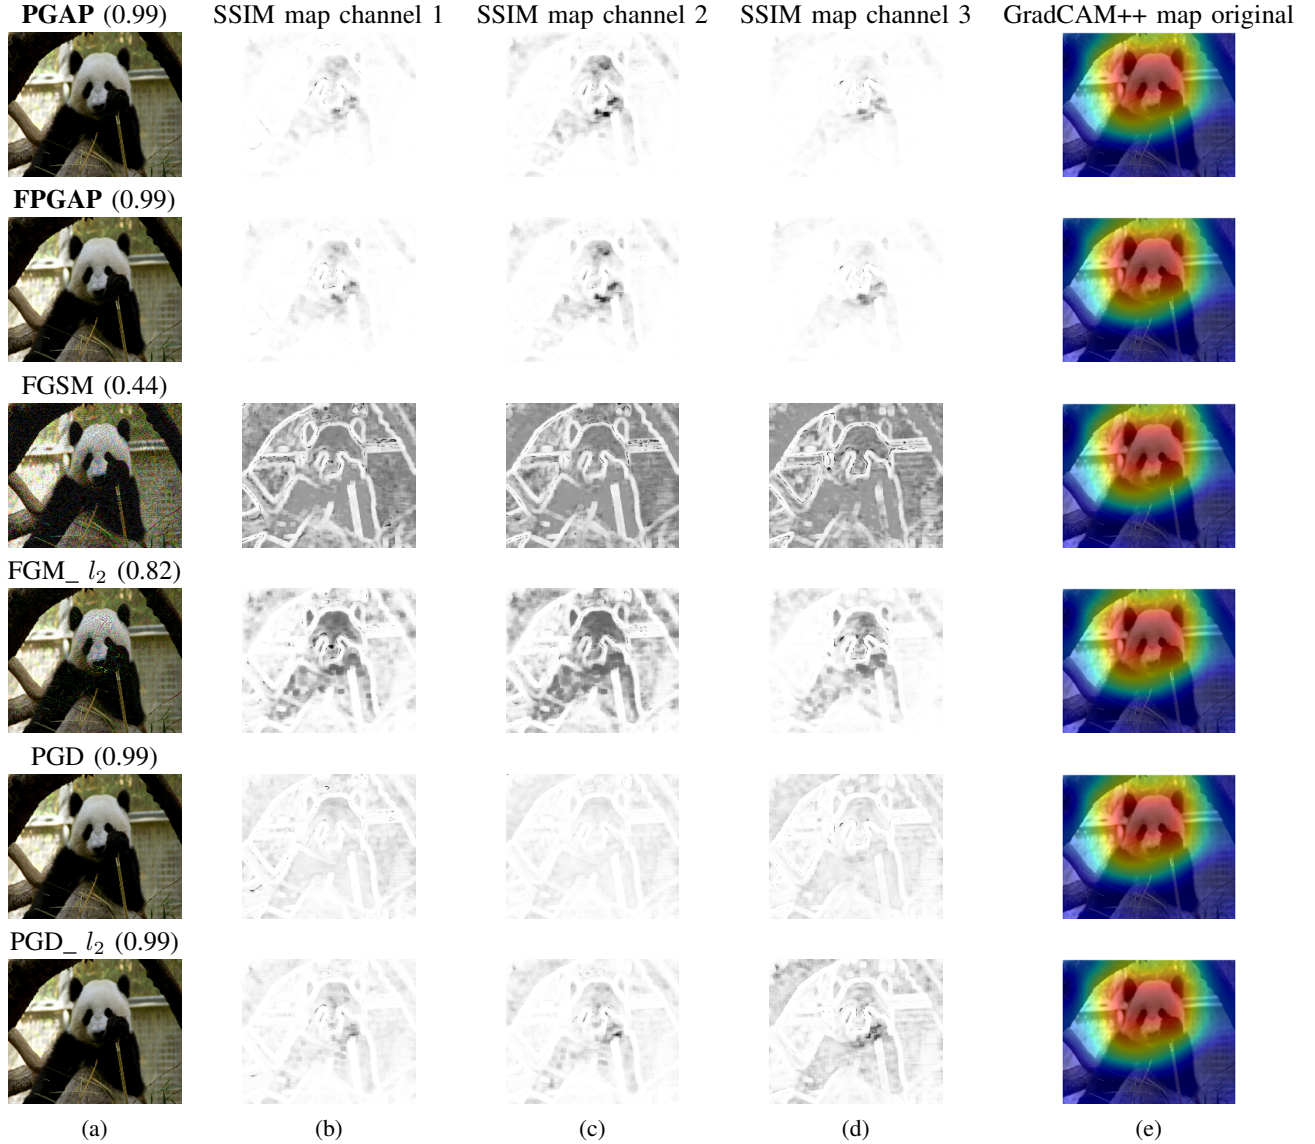 PGAP (0.99) SSIM map channel 1 SSIM map channel 2 SSIM map channel 3 GradCAM++ map original
FPGAP (0.99)
FGSM (0.44)
FGM_ l₂ (0.82)
PGD (0.99)
PGD_ l₂ (0.99)
(a) (b) (c) (d) (e)